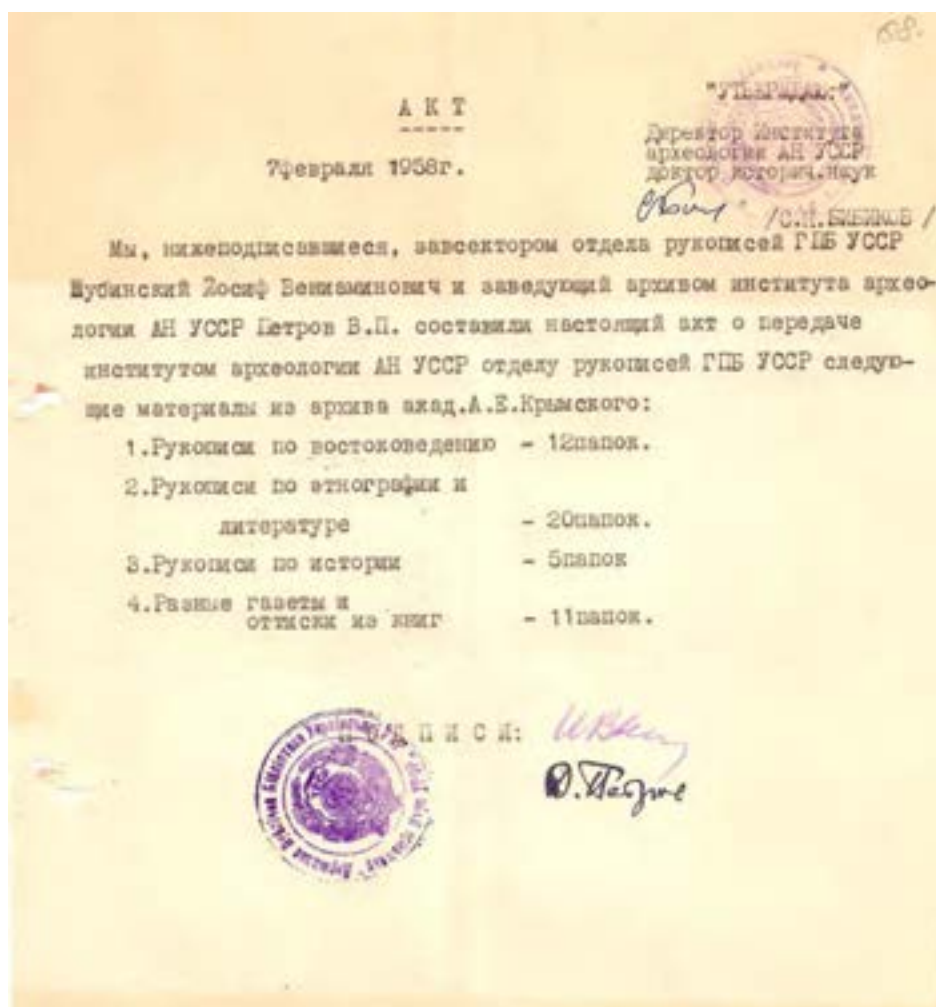 158.
"УТВЕРЖДАЮ:"
А К Т
7февраля 1958г.
Директор Института
археологии АН УССР
доктор историч.наук
/С.Н.БИБИКОВ /
Мы, нижеподписавшиеся, завсектором отдела рукописей ГПБ УССР
Шубинский Иосиф Вениаминович и заведующий архивом института архео-
логии АН УССР Петров В.П. составили настоящий акт о передаче
институтом археологии АН УССР отделу рукописей ГПБ УССР следую-
щие материалы из архива акад.А.Е.Крымского:
1.Рукописи по востоковедению - 12папок.
2.Рукописи по этнографии и
литературе - 20папок.
3.Рукописи по истории - 5папок
4.Разные газеты и
оттиски из книг - 11папок.
П О Д П И С И:
В. Петров